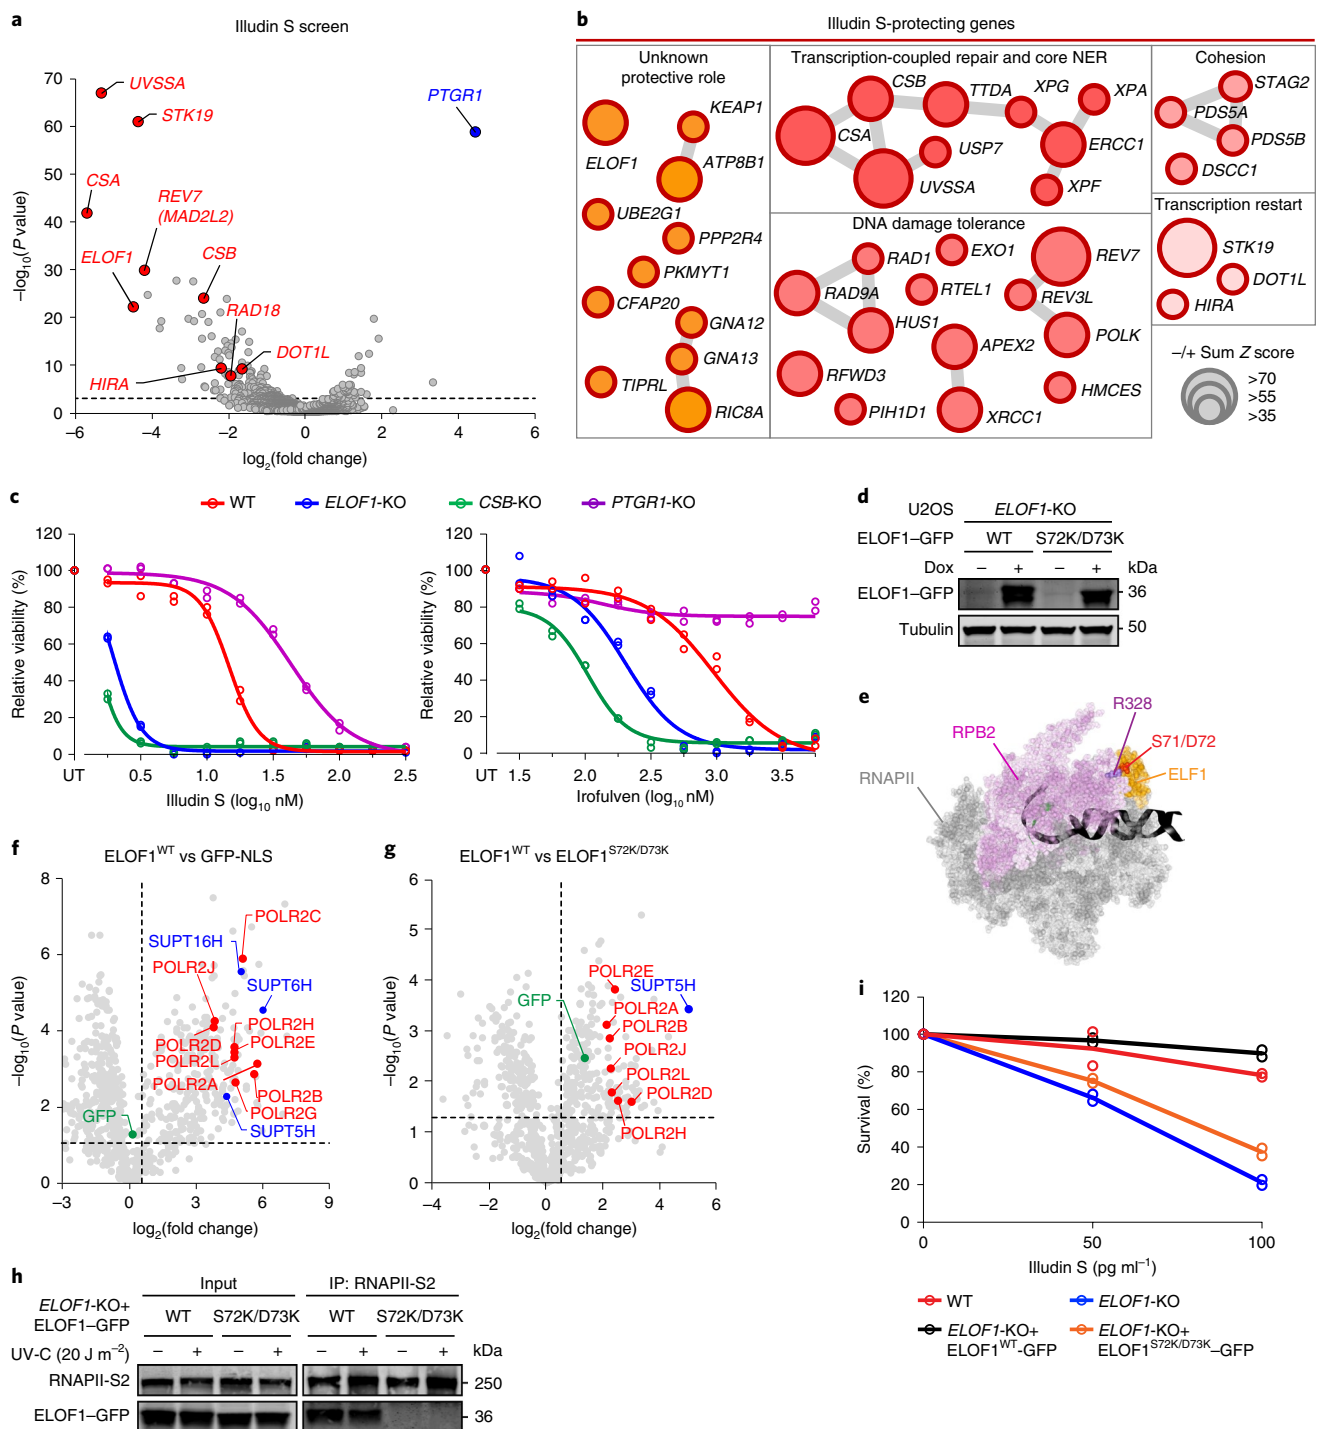 a
Illudin S screen
–log10(P value)
70
60
50
40
30
20
10
0
–6
–4
–2
0
2
4
6
log2(fold change)
UVSSA
STK19
PTGR1
CSA
REV7
(MAD2L2)
ELOF1
CSB
RAD18
DOT1L
HIRA
b
Illudin S-protecting genes
Unknown
protective role
ELOF1
KEAP1
ATP8B1
UBE2G1
PPP2R4
PKMYT1
CFAP20
GNA12
GNA13
TIPRL
RIC8A
Transcription-coupled repair and core NER
CSB
TTDA
XPG
XPA
CSA
USP7
ERCC1
UVSSA
XPF
DNA damage tolerance
RAD1
EXO1
REV7
RAD9A
RTEL1
REV3L
HUS1
APEX2
POLK
RFWD3
PIH1D1
XRCC1
HMCES
Cohesion
STAG2
PDS5A
PDS5B
DSCC1
Transcription restart
STK19
DOT1L
HIRA
–/+ Sum Z score
>70
>55
>35
c
WT
ELOF1-KO
CSB-KO
PTGR1-KO
Relative viability (%)
120
100
80
60
40
20
0
UT
0.5
1.0
1.5
2.0
2.5
Illudin S (log10 nM)
Relative viability (%)
120
100
80
60
40
20
0
UT
1.5
2.0
2.5
3.0
3.5
Irofulven (log10 nM)
d
U2OS
ELOF1-KO
ELOF1–GFP
WT
S72K/D73K
Dox
–
+
–
+
kDa
ELOF1–GFP
36
Tubulin
50
e
R328
RPB2
S71/D72
RNAPII
ELF1
f
ELOF1WT vs GFP-NLS
–log10(P value)
8
6
4
2
0
–3
0
3
6
9
log2(fold change)
POLR2C
SUPT16H
POLR2J
SUPT6H
POLR2H
POLR2D
POLR2E
POLR2L
POLR2A
POLR2B
POLR2G
GFP
SUPT5H
g
ELOF1WT vs ELOF1S72K/D73K
–log10(P value)
6
5
4
3
2
1
0
–4
–2
0
2
4
6
log2(fold change)
POLR2E
SUPT5H
GFP
POLR2A
POLR2B
POLR2J
POLR2L
POLR2D
POLR2H
h
Input
IP: RNAPII-S2
ELOF1-KO+
ELOF1–GFP
WT
S72K/D73K
WT
S72K/D73K
UV-C (20 J m–2)
–
+
–
+
–
+
–
+
kDa
RNAPII-S2
250
ELOF1–GFP
36
i
Survival (%)
120
100
80
60
40
20
0
0
50
100
Illudin S (pg ml–1)
WT
ELOF1-KO
ELOF1-KO+
ELOF1WT-GFP
ELOF1-KO+
ELOF1S72K/D73K–GFP